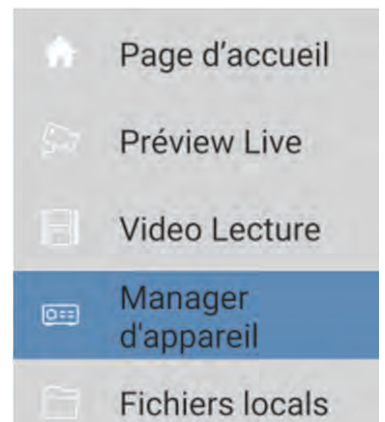 Page d’accueil
Préview Live
Video Lecture
Manager
d'appareil
Fichiers locals